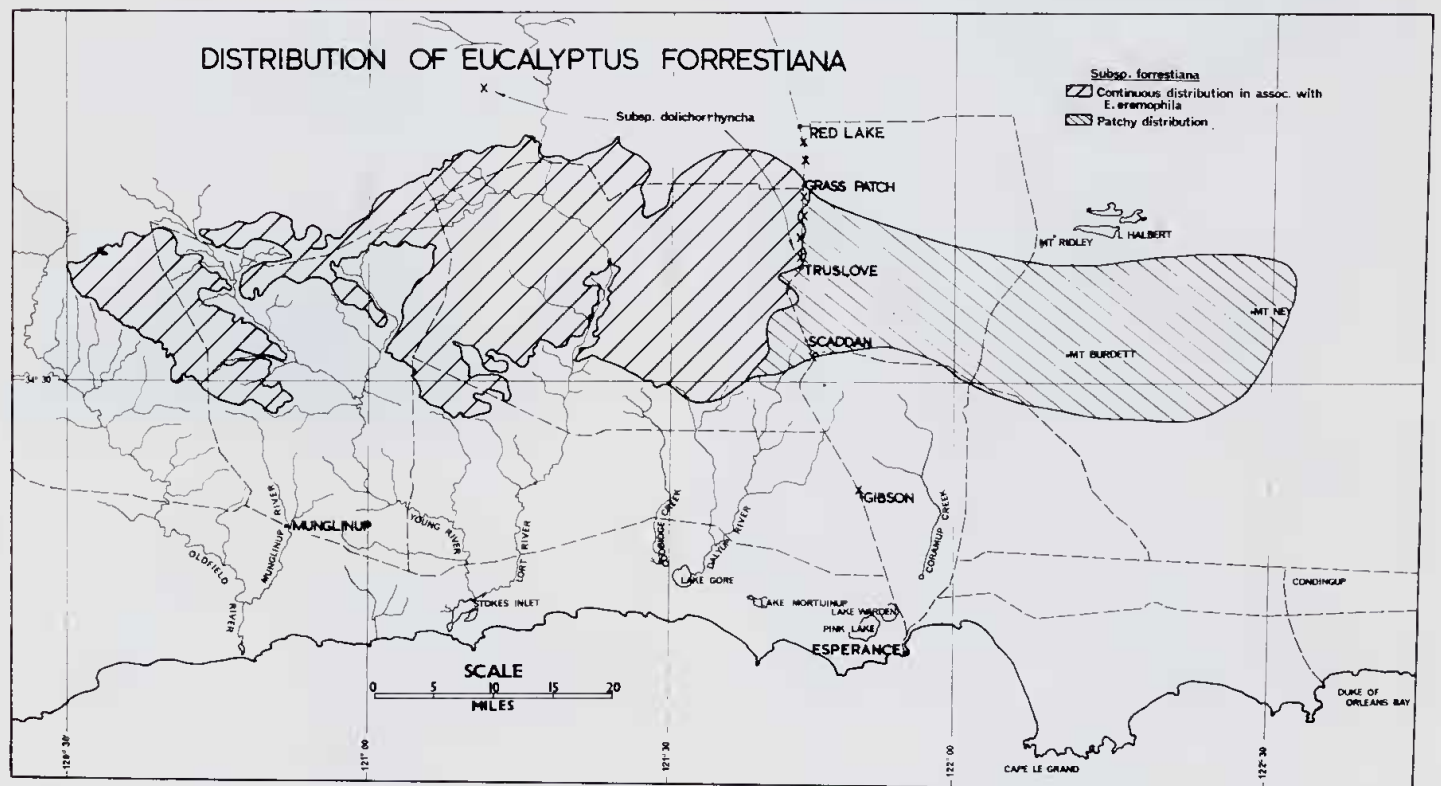 DISTRIBUTION OF EUCALYPTUS FORRESTIANA
Subsp. forrestiana
Continuous distribution in assoc. with
E. eremophila
Patchy distribution
X
Subsp. dolichorrhyncha
RED LAKE
GRASS PATCH
L HALBERT
MT RIDLEY
TRUSLOVE
MT NEY
SCADDAN
MT BURDETT
34° 30
GIBSON
MUNGLINUP
MUNGLINUP RIVER
YOUNG RIVER
OLDFIELD RIVER
LORT RIVER
CREEK
DALYUP RIVER
CORAMUP CREEK
LAKE GORE
CONDINGUP
STOKES INLET
LAKE MORTUINUP
LAKE WARDEN
PINK LAKE
ESPERANCE
SCALE
0 5 10 15 20
MILES
DUKE OF
ORLEANS BAY
CAPE LE GRAND
120° 30'
121° 00
121° 30
122° 00
122° 30